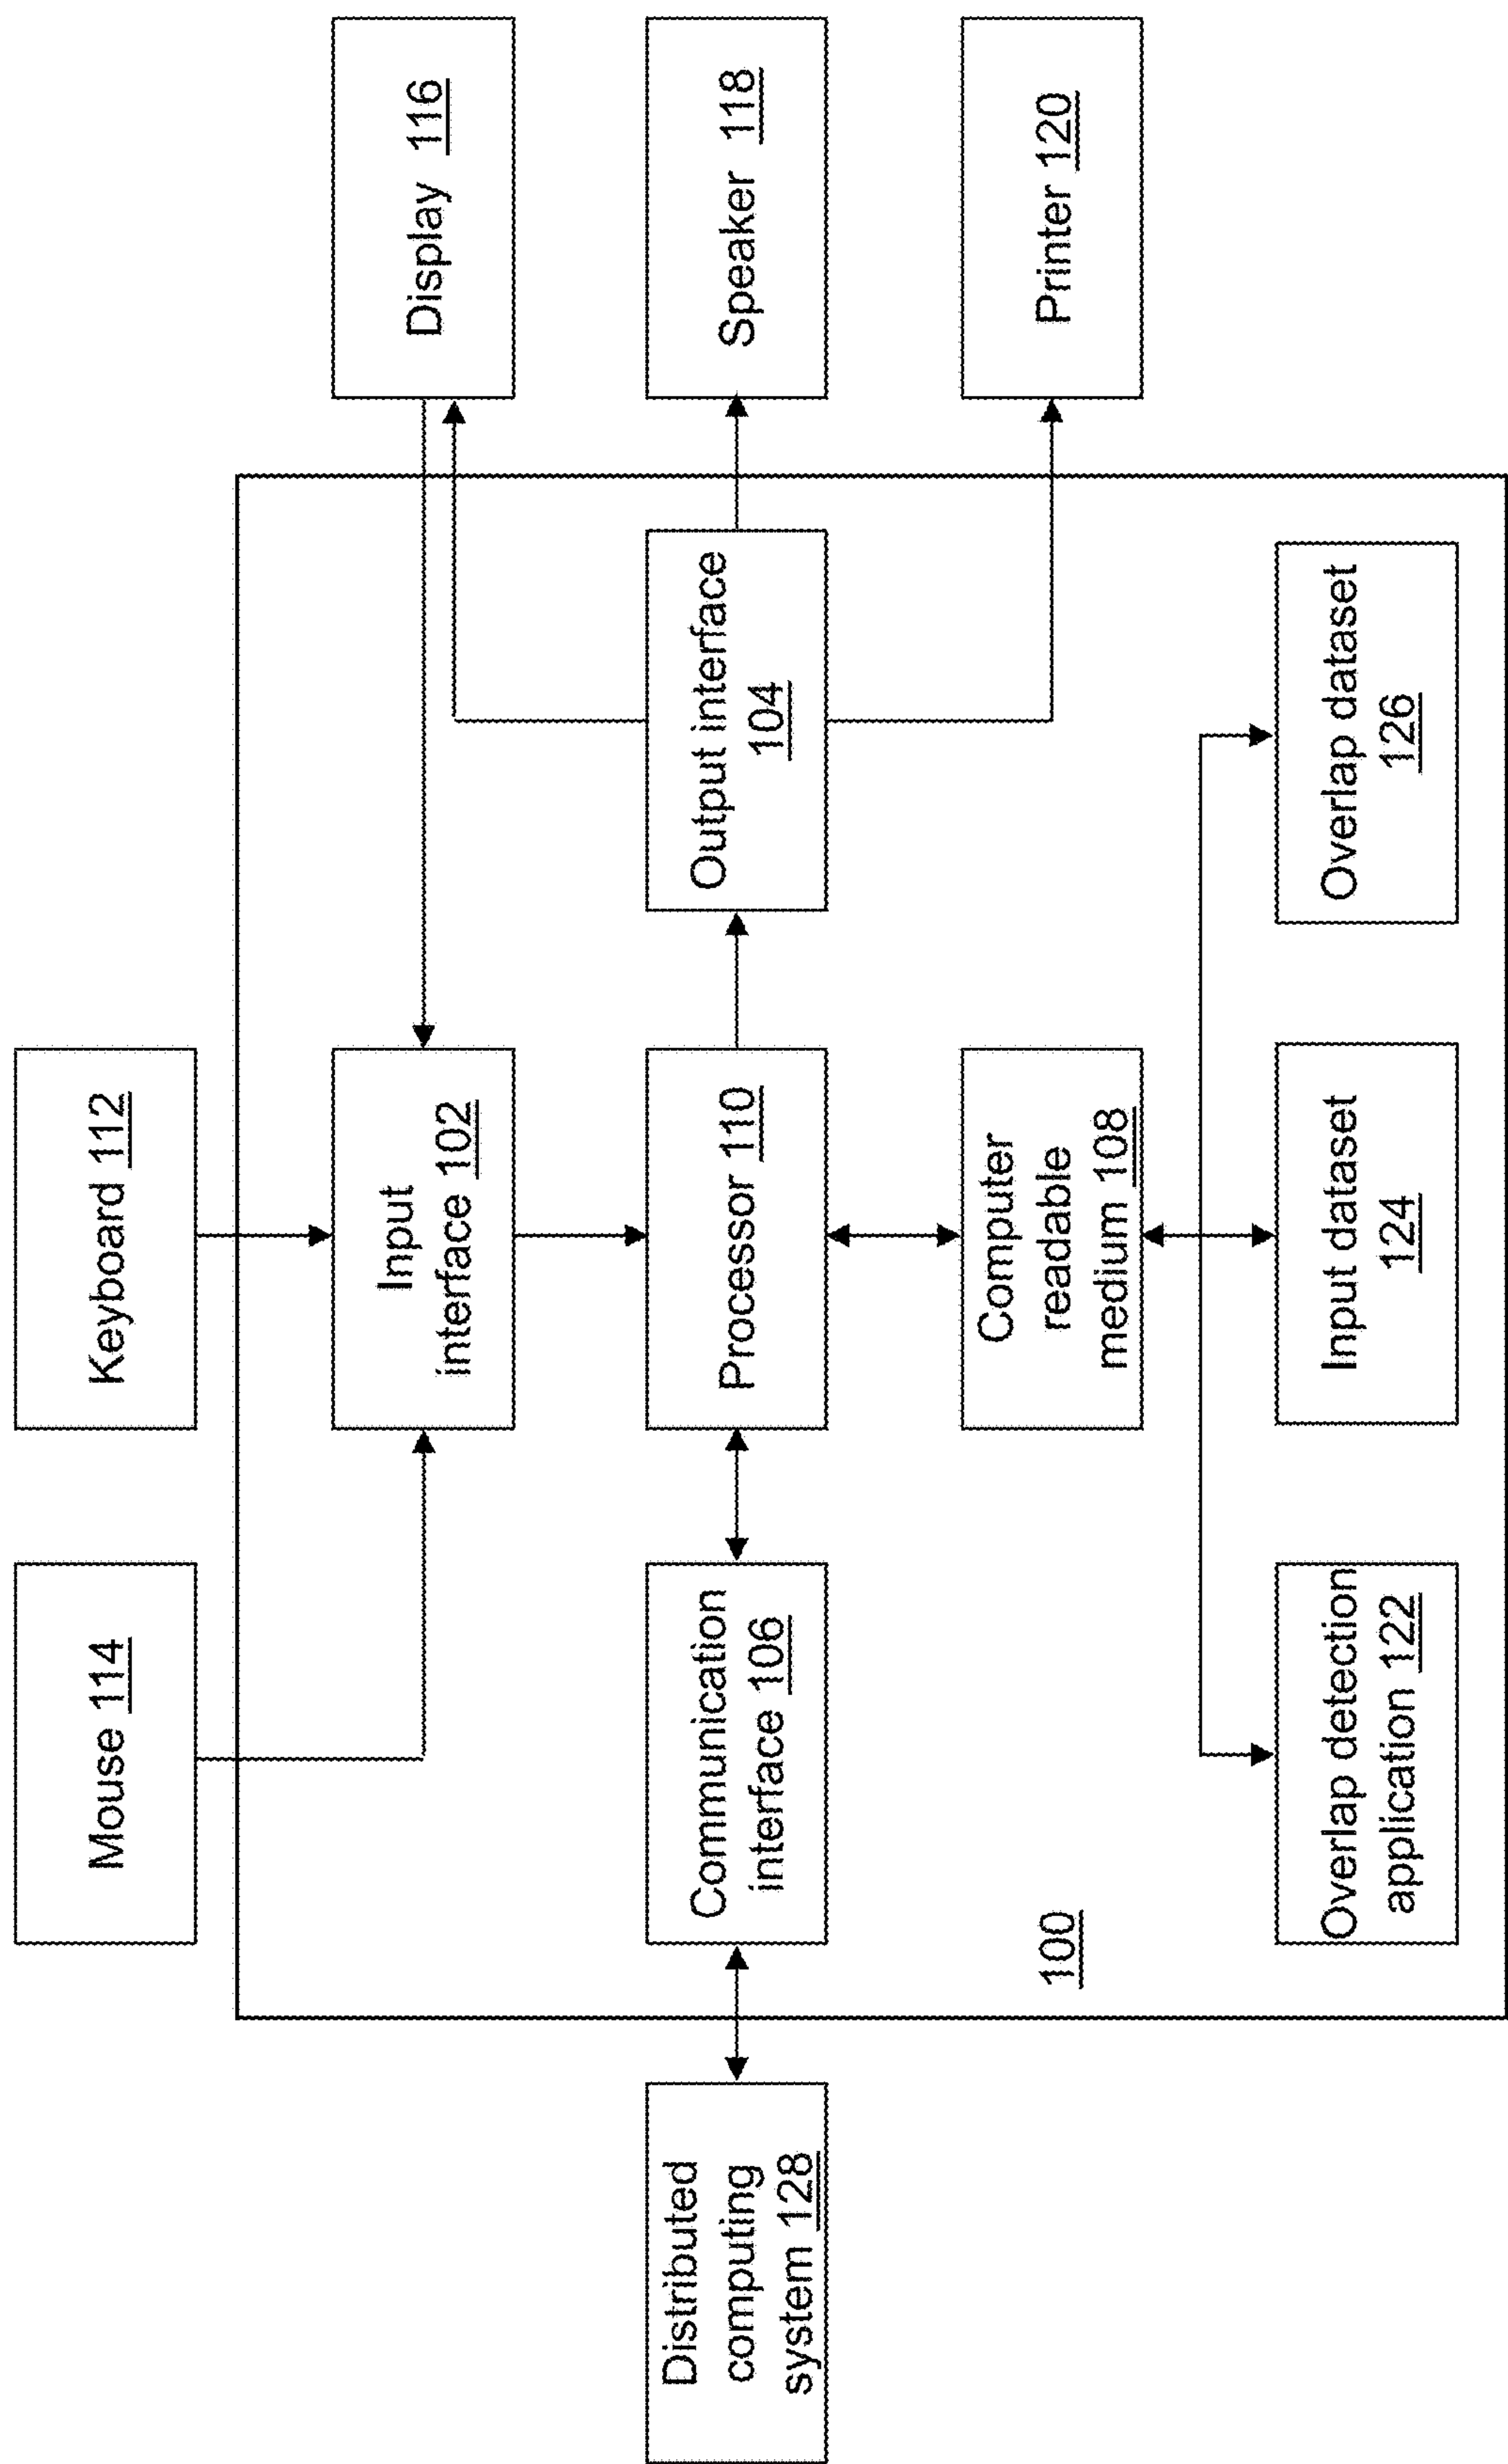 Mouse 114
Keyboard 112
Input
interface 102
Display 116
Distributed
computing
system 128
Communication
interface 106
Processor 110
Output interface
104
Speaker 118
100
Computer
readable
medium 108
Printer 120
Overlap detection
application 122
Input dataset
124
Overlap dataset
126